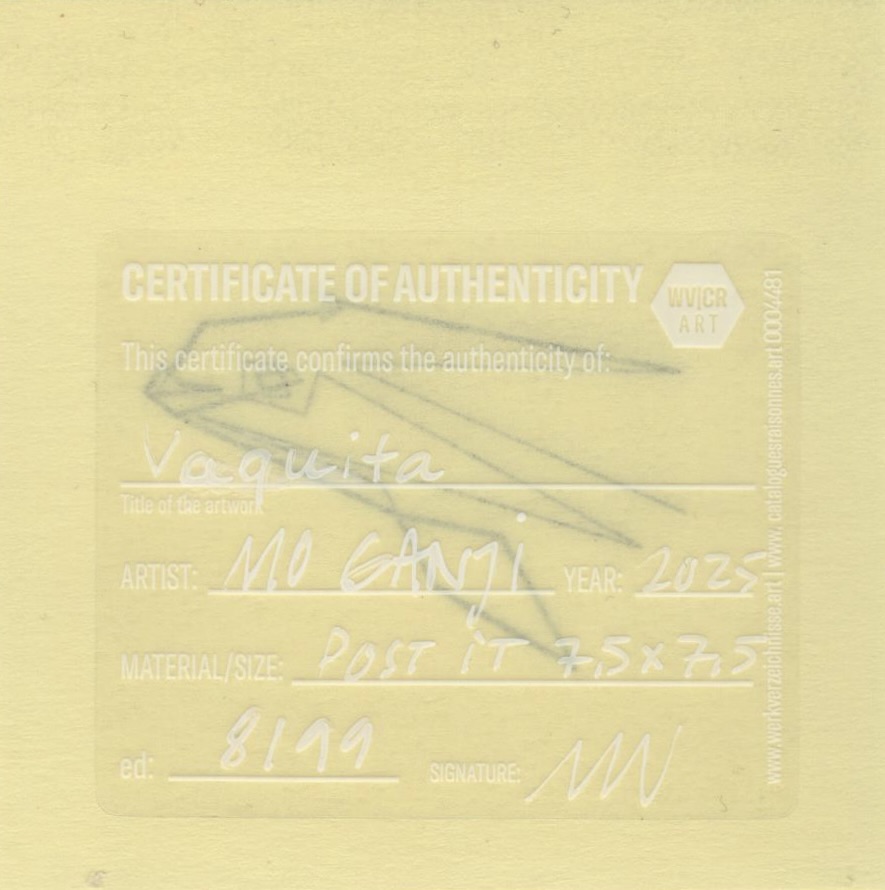 CERTIFICATE OF AUTHENTICITY
WV|CR
ART
This certificate confirms the authenticity of:
Vaquita
Title of the artwork
ARTIST: MO GANJI YEAR: 2025
MATERIAL/SIZE: POST IT 7,5x7,5
ed: 8/99 SIGNATURE:
www.werkverzeichnisse.art | www.cataloguesraisonnes.art 0004481